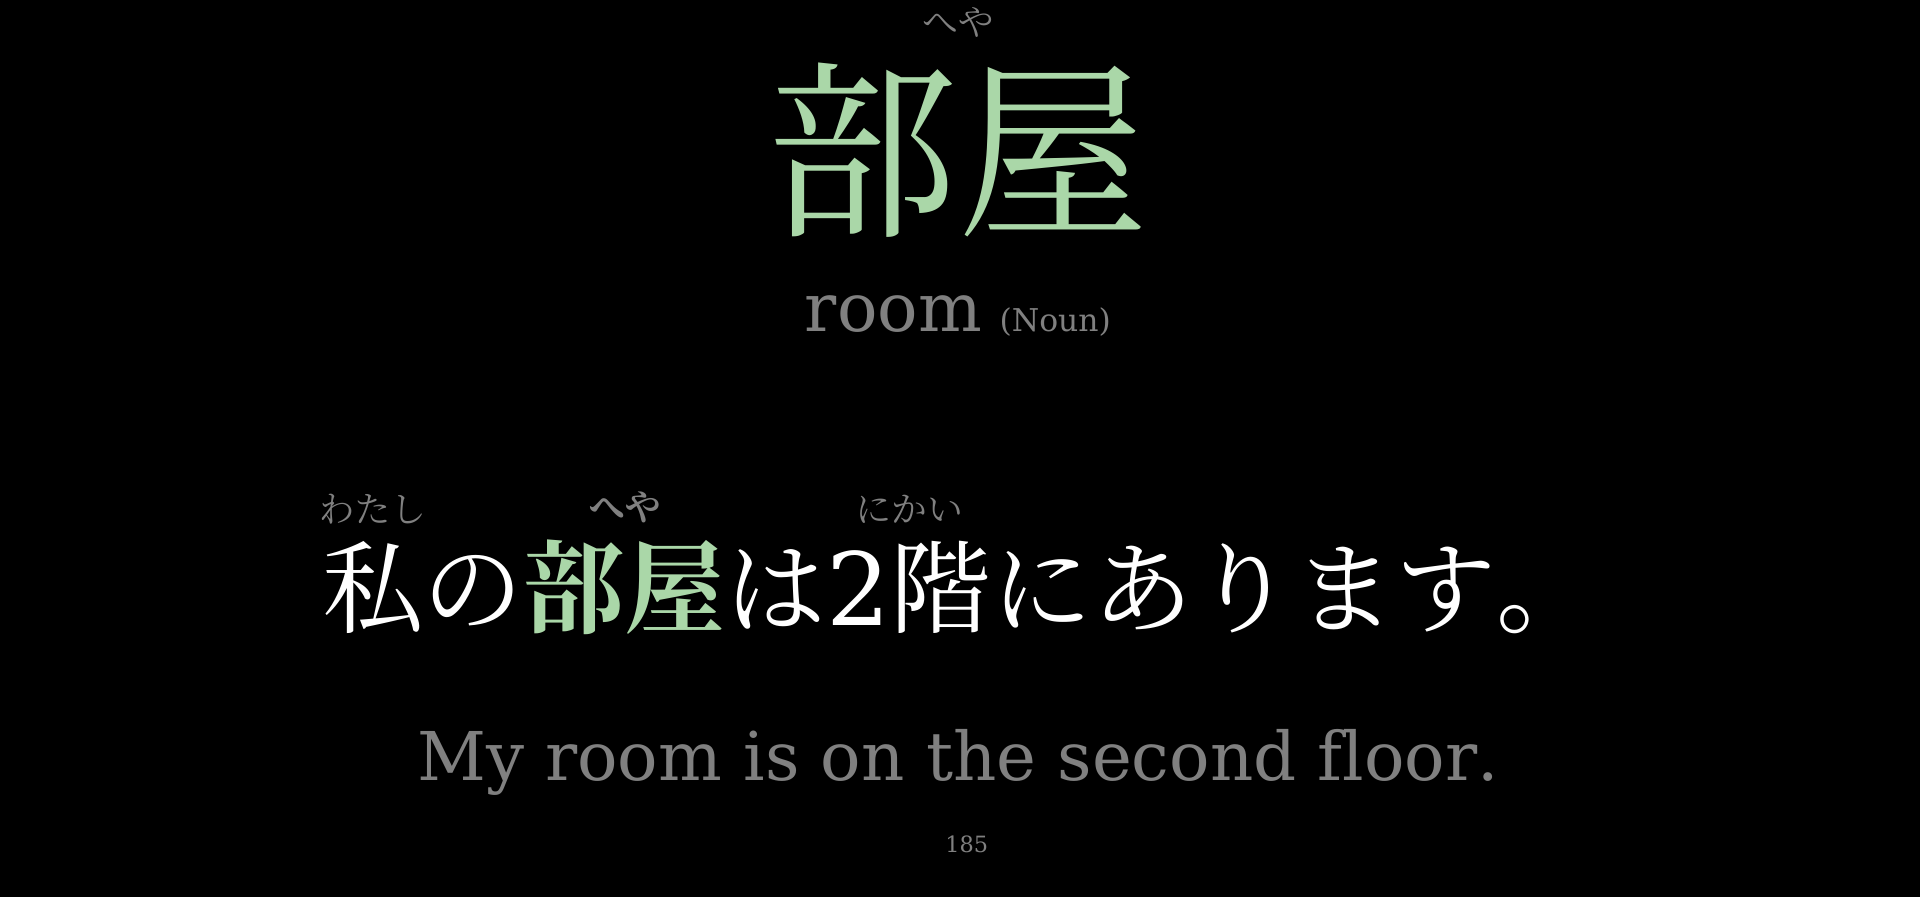 へや
部屋
room (Noun)
わたし へや にかい
私の部屋は2階にあります。
My room is on the second floor.
185